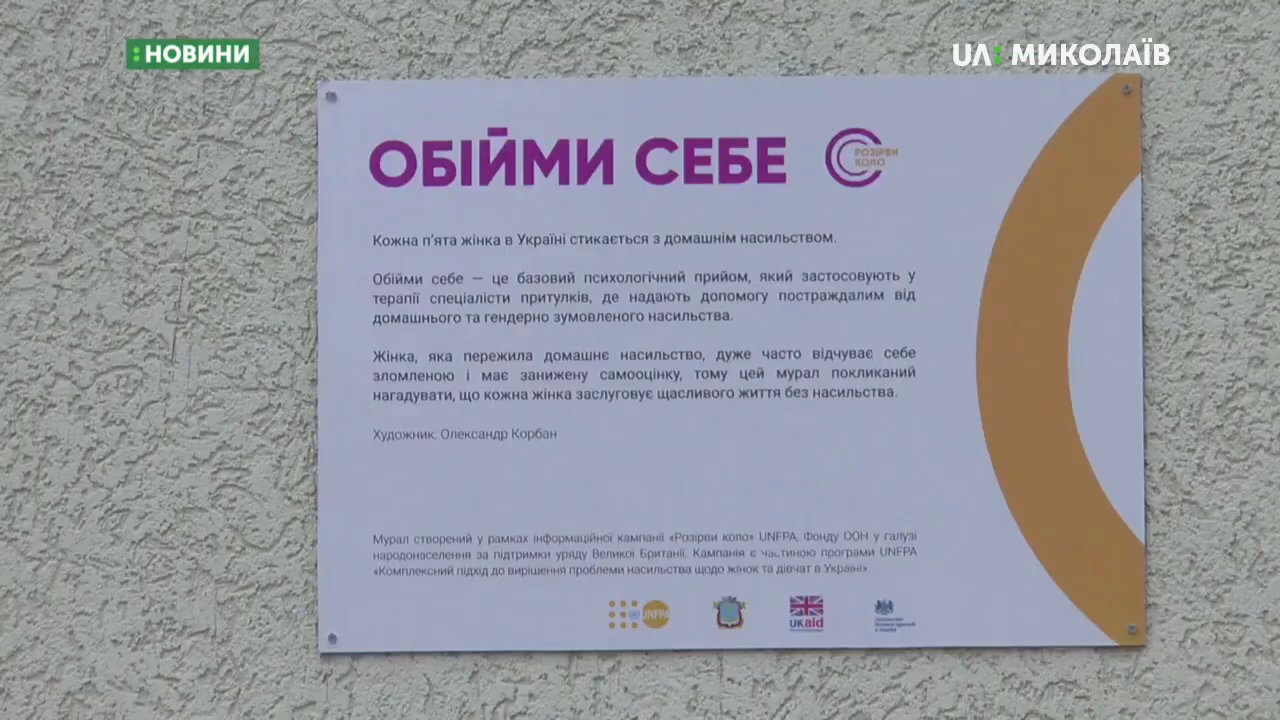 :НОВИНИ
UA: МИКОЛАЇВ
ОБІЙМИ СЕБЕ
РОЗІРВИ
КОЛО
Кожна п'ята жінка в Україні стикається з домашнім насильством.
Обійми себе — це базовий психологічний прийом, який застосовують у
терапії спеціалісти притулків, де надають допомогу постраждалим від
домашнього та гендерно зумовленого насильства.
Жінка, яка пережила домашнє насильство, дуже часто відчуває себе
зломленою і має занижену самооцінку, тому цей мурал покликаний
нагадувати, що кожна жінка заслуговує щасливого життя без насильства.
Художник: Олександр Корбан
Мурал створений у рамках інформаційної кампанії «Розірви коло» UNFPA, Фонду ООН у галузі
народонаселення за підтримки уряду Великої Британії. Кампанія є частиною програми UNFPA
«Комплексний підхід до вирішення проблеми насильства щодо жінок та дівчат в Україні».
UNFPA
UKaid